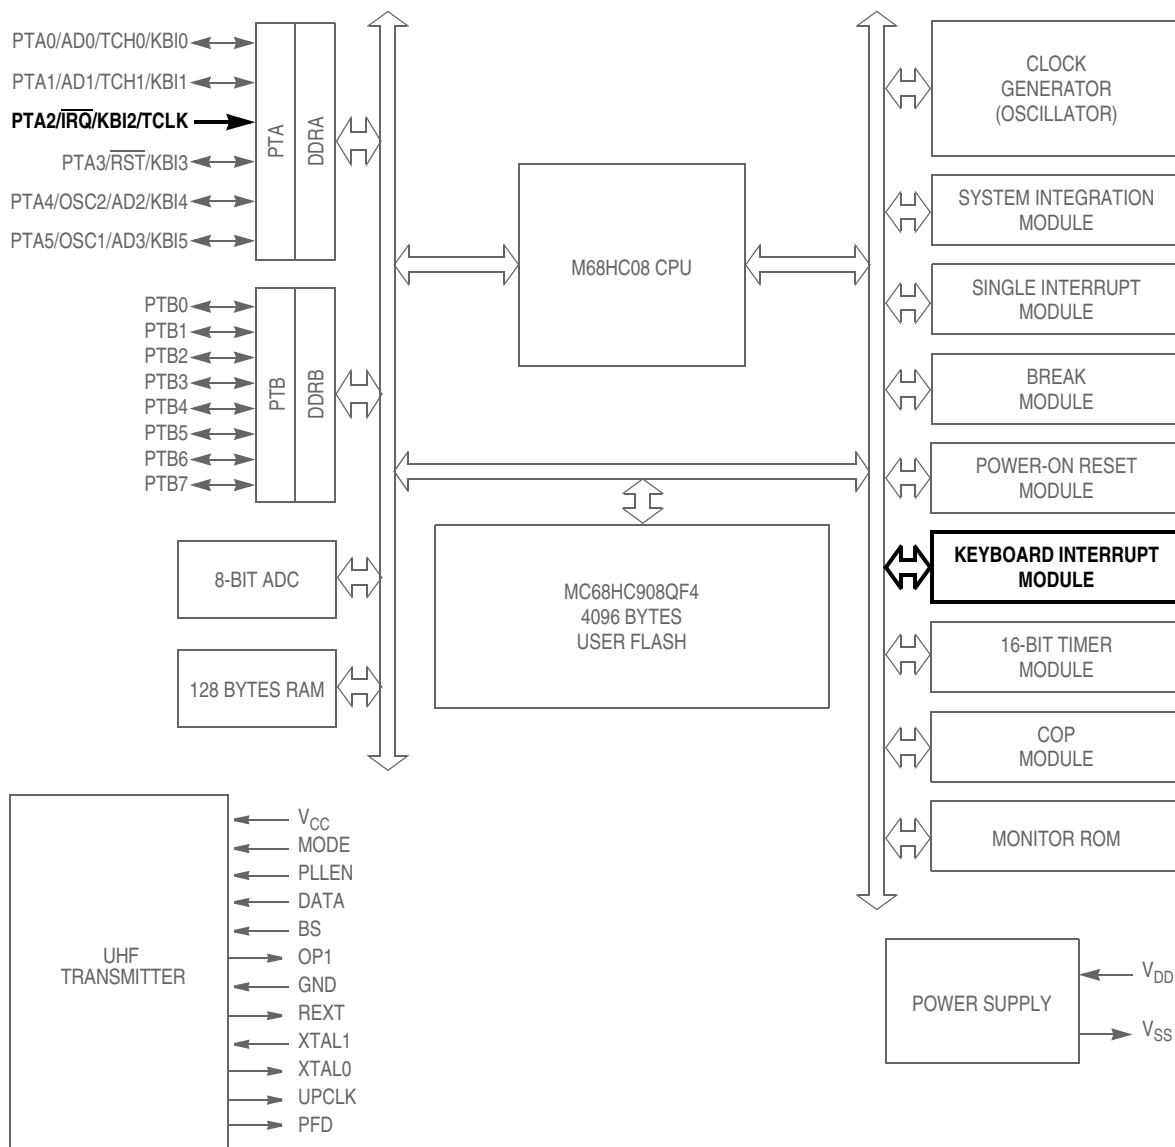 PTA0/AD0/TCH0/KBI0
PTA1/AD1/TCH1/KBI1
PTA2/IRQ/KBI2/TCLK
PTA3/RST/KBI3
PTA4/OSC2/AD2/KBI4
PTA5/OSC1/AD3/KBI5
PTA
DDRA
PTB0
PTB1
PTB2
PTB3
PTB4
PTB5
PTB6
PTB7
PTB
DDRB
8-BIT ADC
128 BYTES RAM
M68HC08 CPU
MC68HC908QF4
4096 BYTES
USER FLASH
CLOCK
GENERATOR
(OSCILLATOR)
SYSTEM INTEGRATION
MODULE
SINGLE INTERRUPT
MODULE
BREAK
MODULE
POWER-ON RESET
MODULE
KEYBOARD INTERRUPT
MODULE
16-BIT TIMER
MODULE
COP
MODULE
MONITOR ROM
UHF
TRANSMITTER
VCC
MODE
PLLEN
DATA
BS
OP1
GND
REXT
XTAL1
XTAL0
UPCLK
PFD
POWER SUPPLY
VDD
VSS